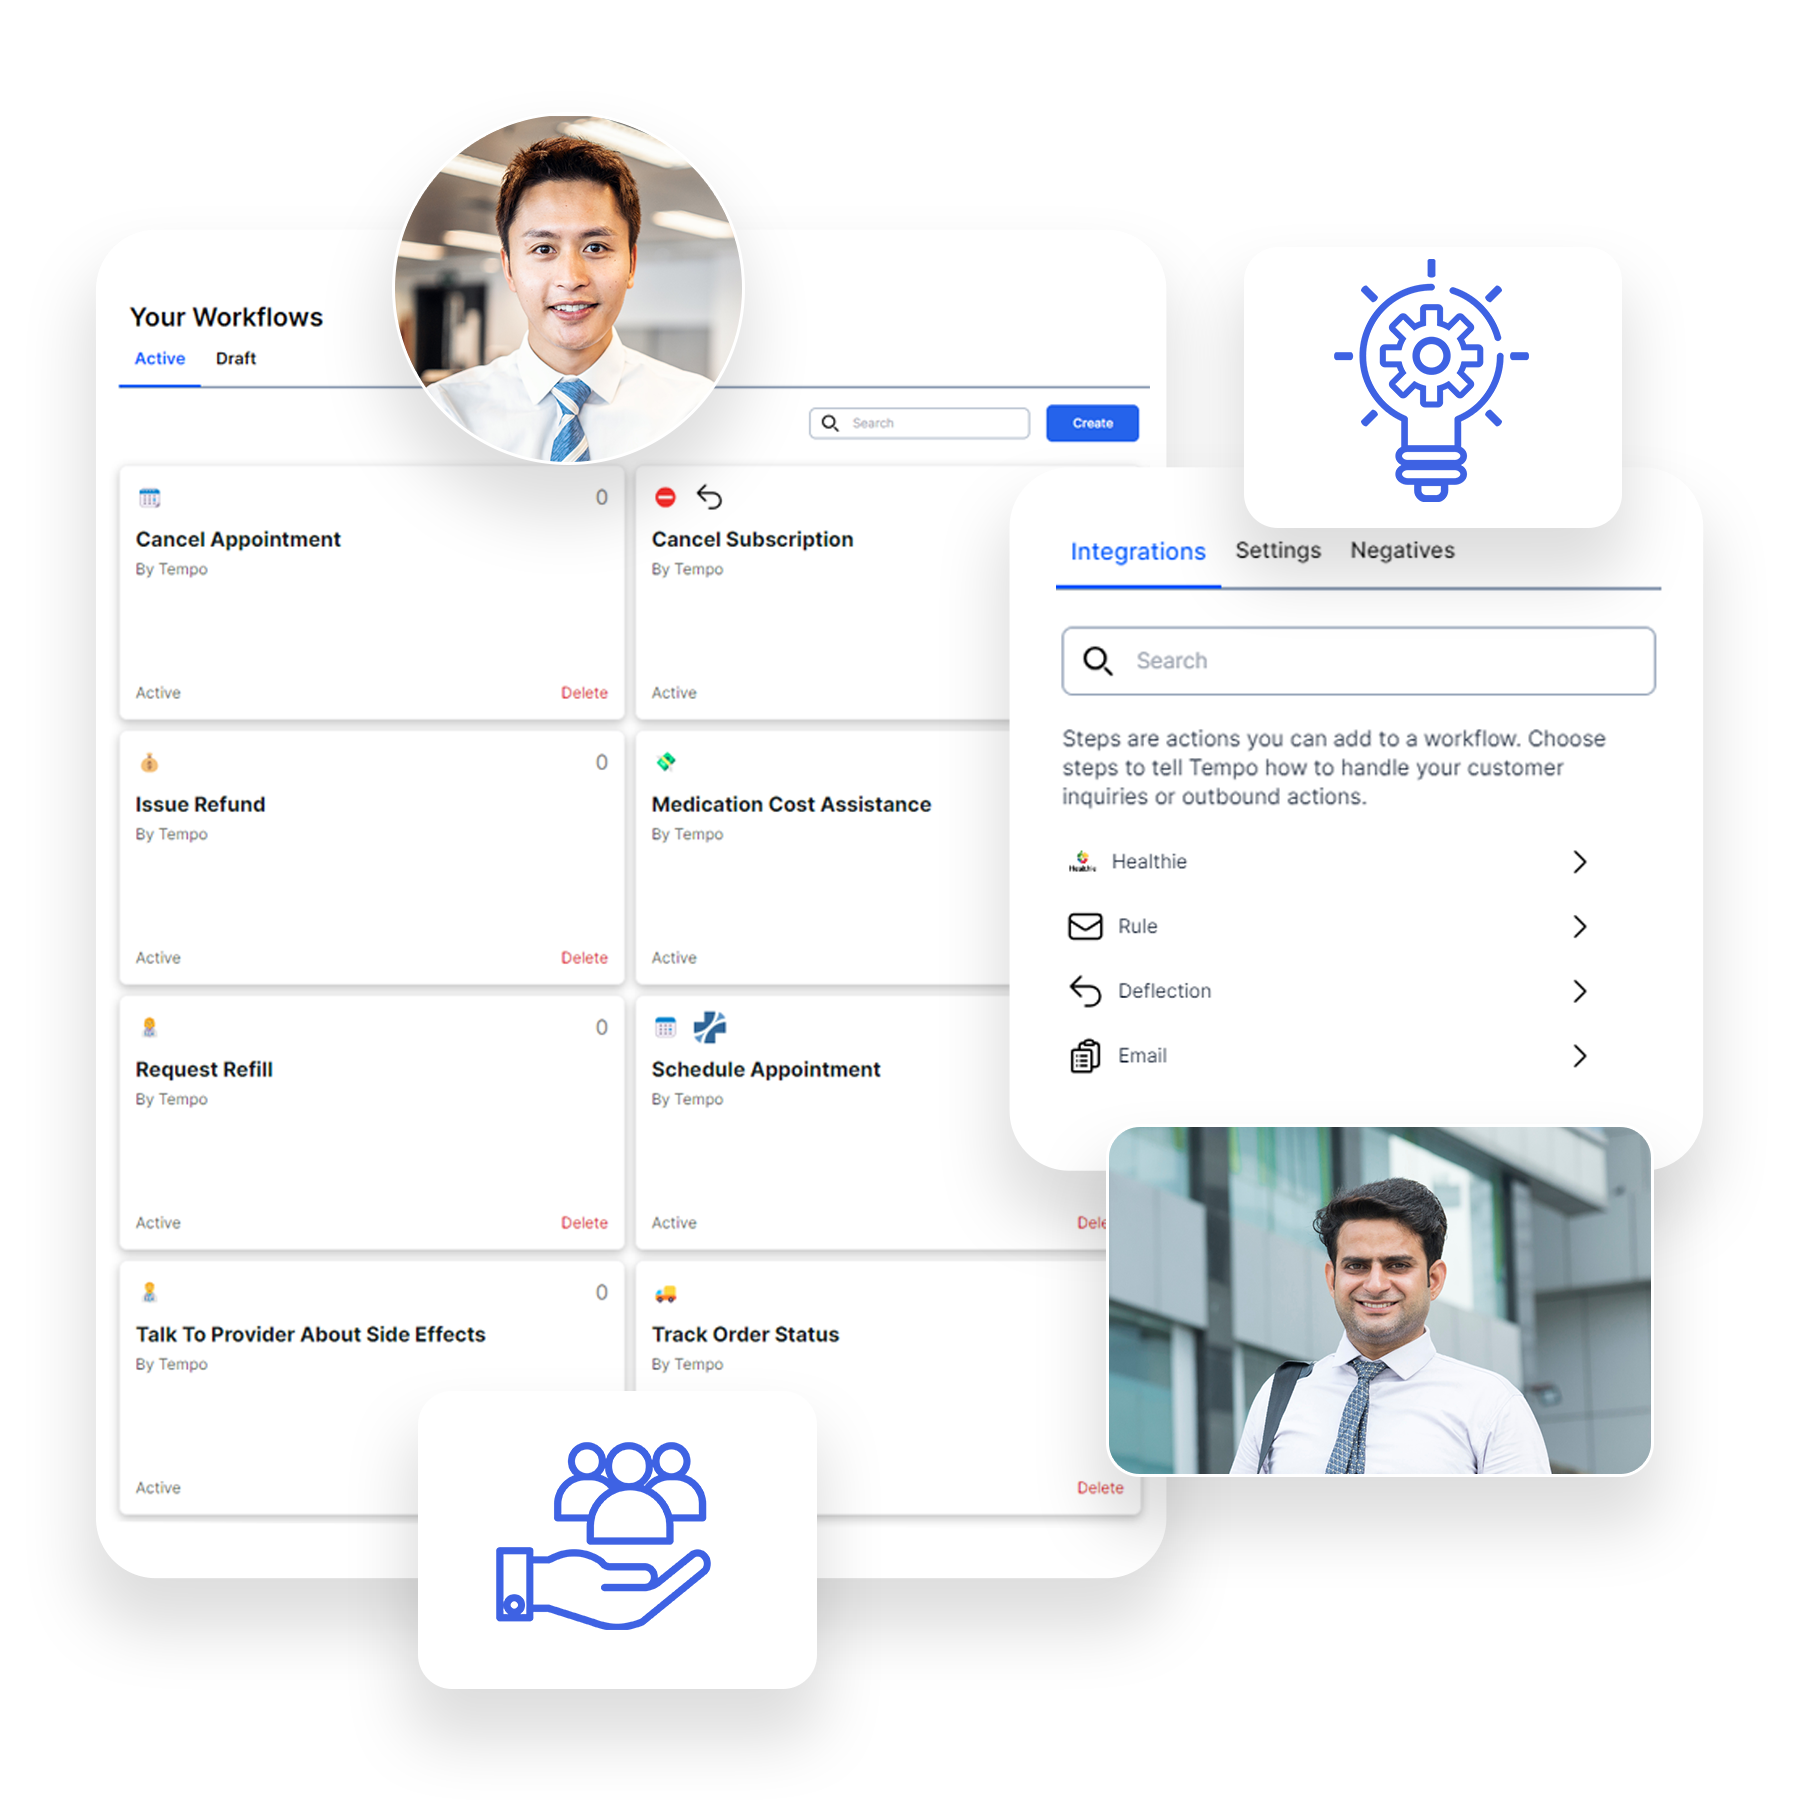 Your Workflows
Active Draft
Search Create
0
Cancel Appointment
By Tempo
Active Delete
Cancel Subscription
By Tempo
Active
0
Issue Refund
By Tempo
Active Delete
Medication Cost Assistance
By Tempo
Active
0
Request Refill
By Tempo
Active Delete
Schedule Appointment
By Tempo
Active Dele
0
Talk To Provider About Side Effects
By Tempo
Active
Track Order Status
By Tempo
Delete
Integrations Settings Negatives
Search
Steps are actions you can add to a workflow. Choose
steps to tell Tempo how to handle your customer
inquiries or outbound actions.
Healthie Healthie
Rule
Deflection
Email